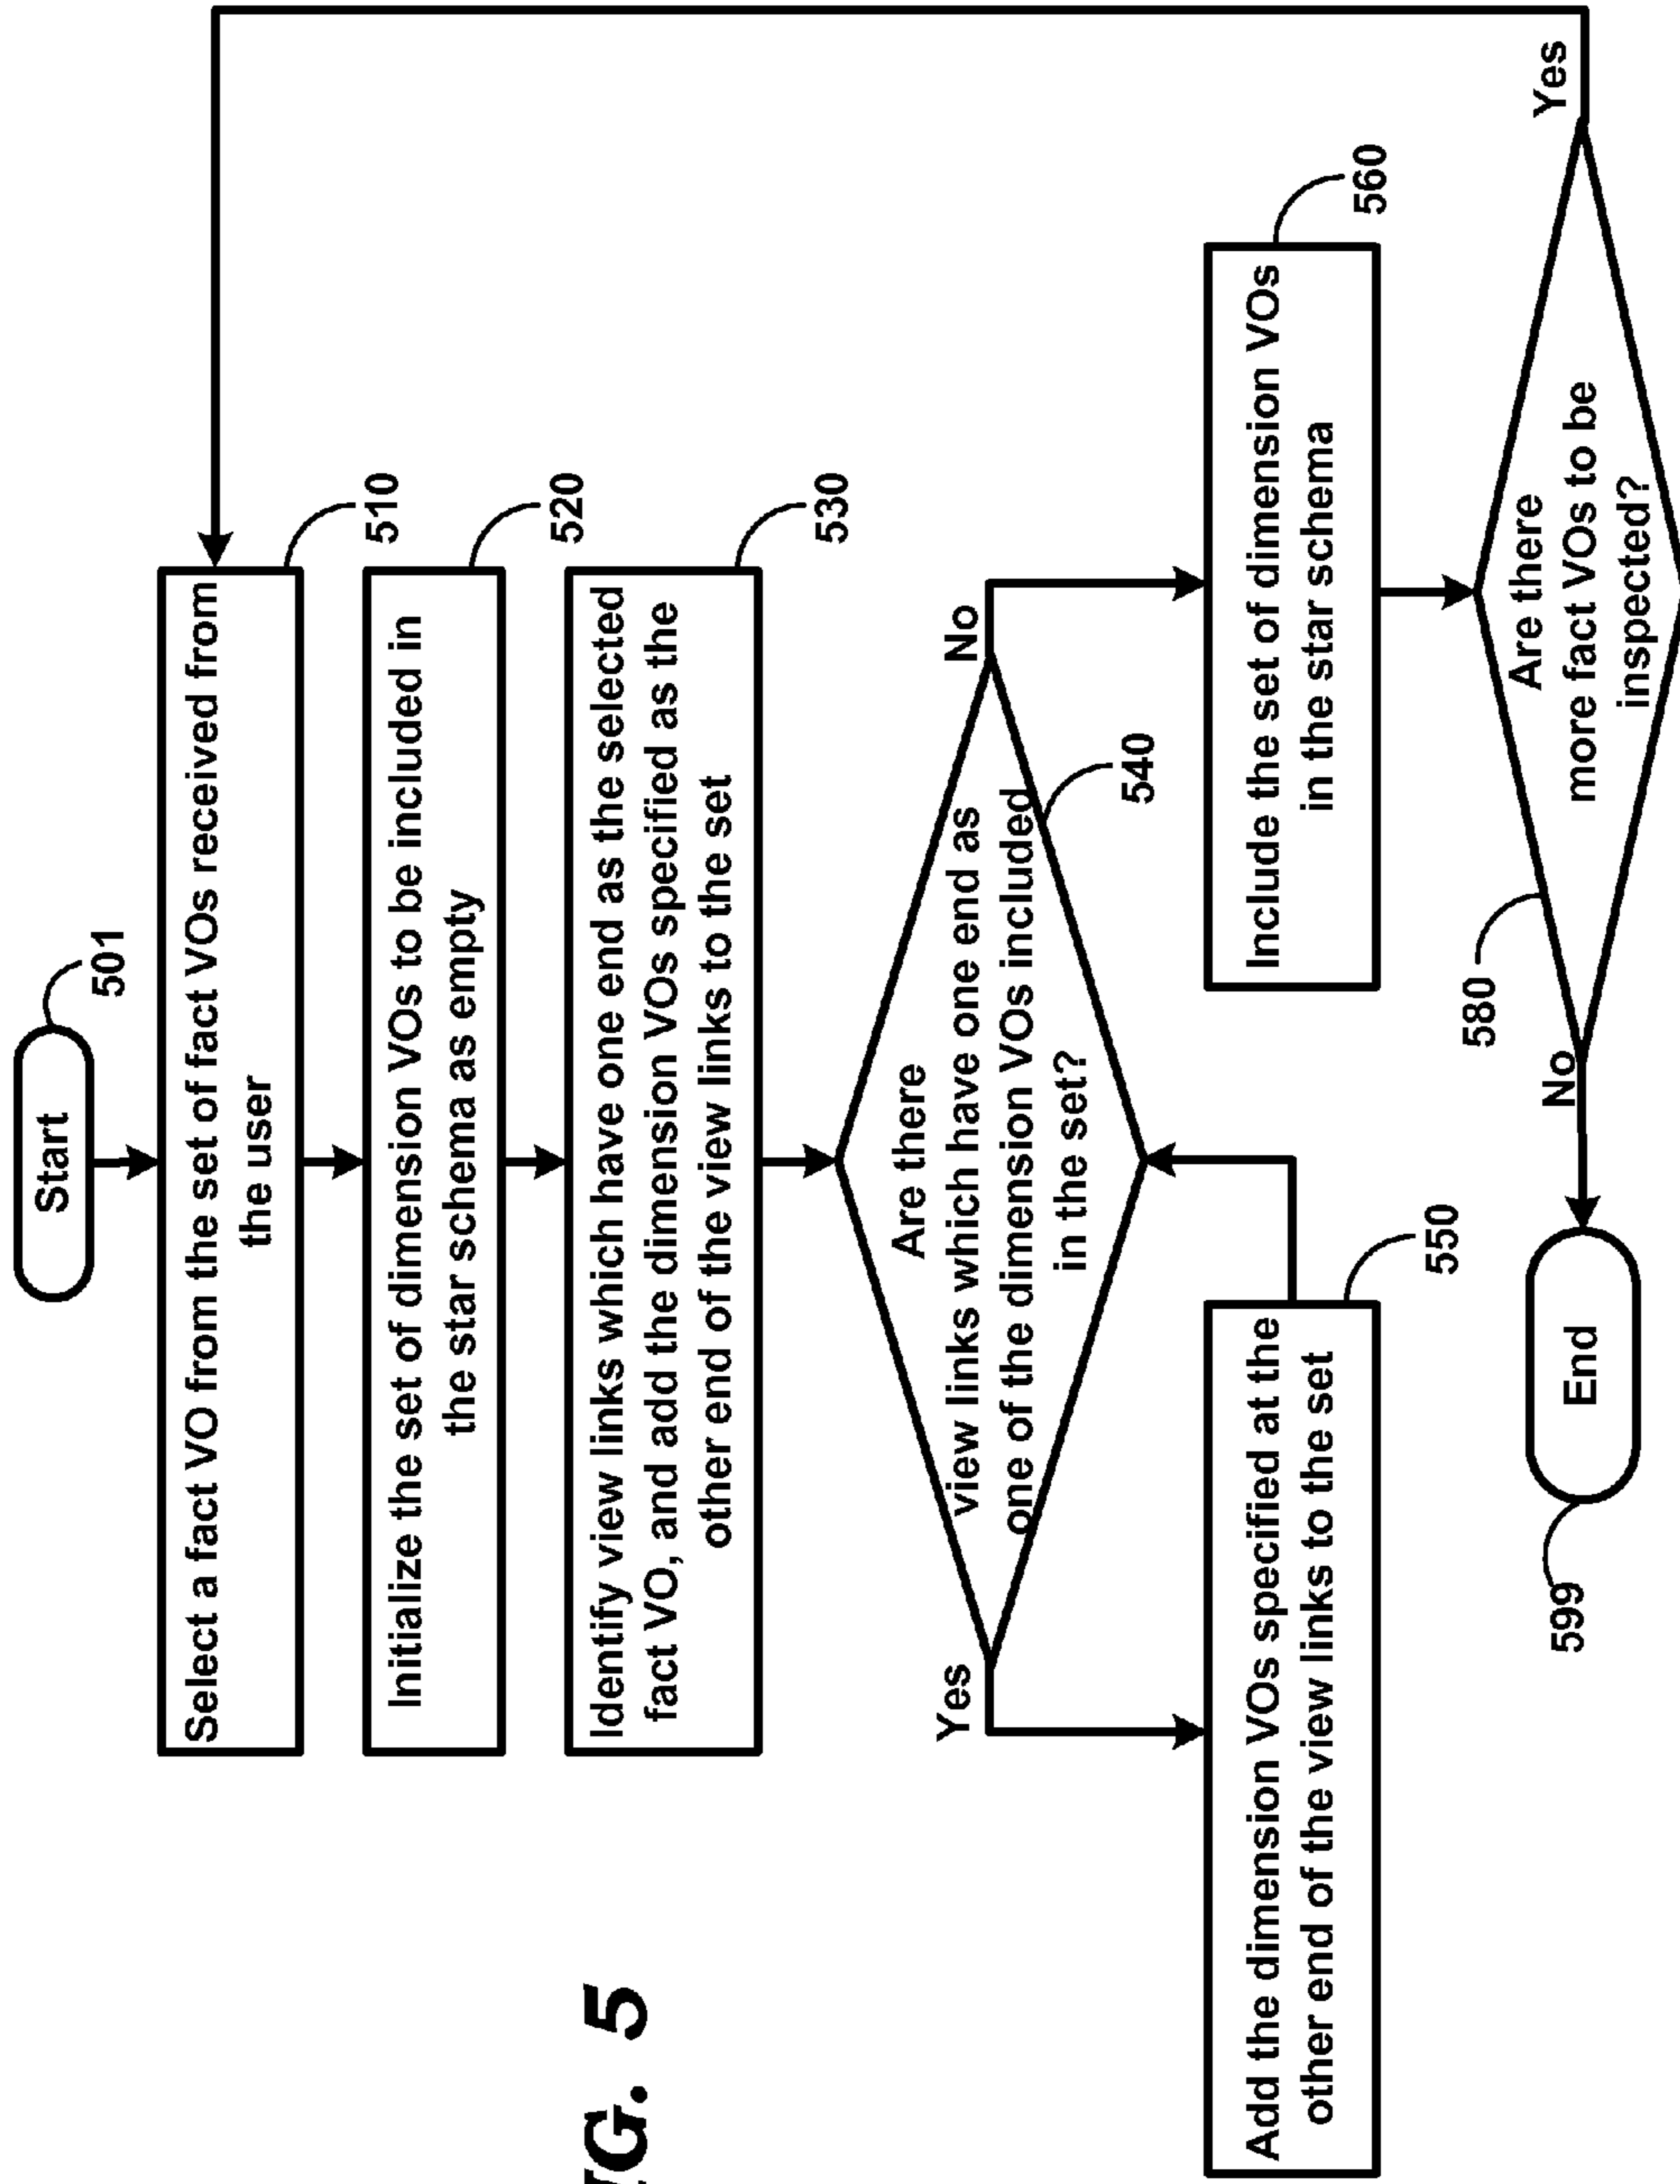 Start
501
Select a fact VO from the set of fact VOs received from
the user
510
Initialize the set of dimension VOs to be included in
the star schema as empty
520
Identify view links which have one end as the selected
fact VO, and add the dimension VOs specified as the
other end of the view links to the set
530
Are there
view links which have one end as
one of the dimension VOs included
in the set?
540
Yes
No
Add the dimension VOs specified at the
other end of the view links to the set
550
Include the set of dimension VOs
in the star schema
560
Are there
more fact VOs to be
inspected?
580
Yes
No
End
599
IG. 5